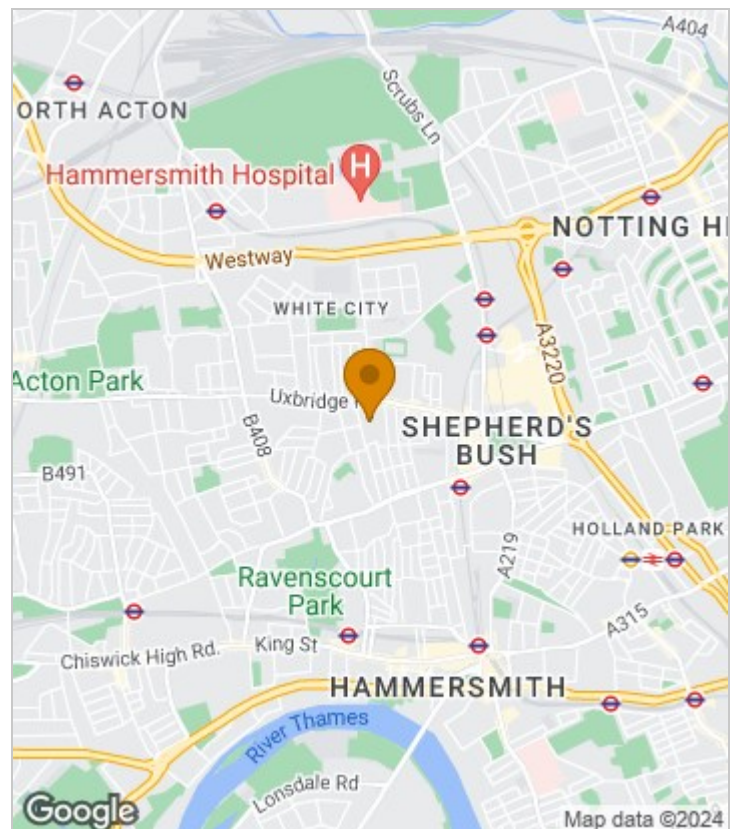 A404
Scrubs Ln
ORTH ACTON
Hammersmith Hospital
H
NOTTING HI
Westway
WHITE CITY
A3220
Acton Park
Uxbridge
B408
SHEPHERD'S
BUSH
B491
HOLLAND PARK
A219
Ravenscourt
Park
A315
King St
Chiswick High Rd.
HAMMERSMITH
River Thames
Lonsdale Rd
Google
Map data ©2024